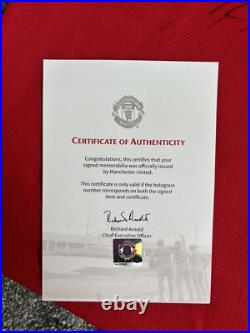 CERTIFICATE OF AUTHENTICITY
Congratulations, this certifies that your
signed memorabilia was officially issued
by Manchester United.
This certificate is only valid if the hologram
number corresponds on both the signed
item and certificate.
Richard Arnold
Chief Executive Officer